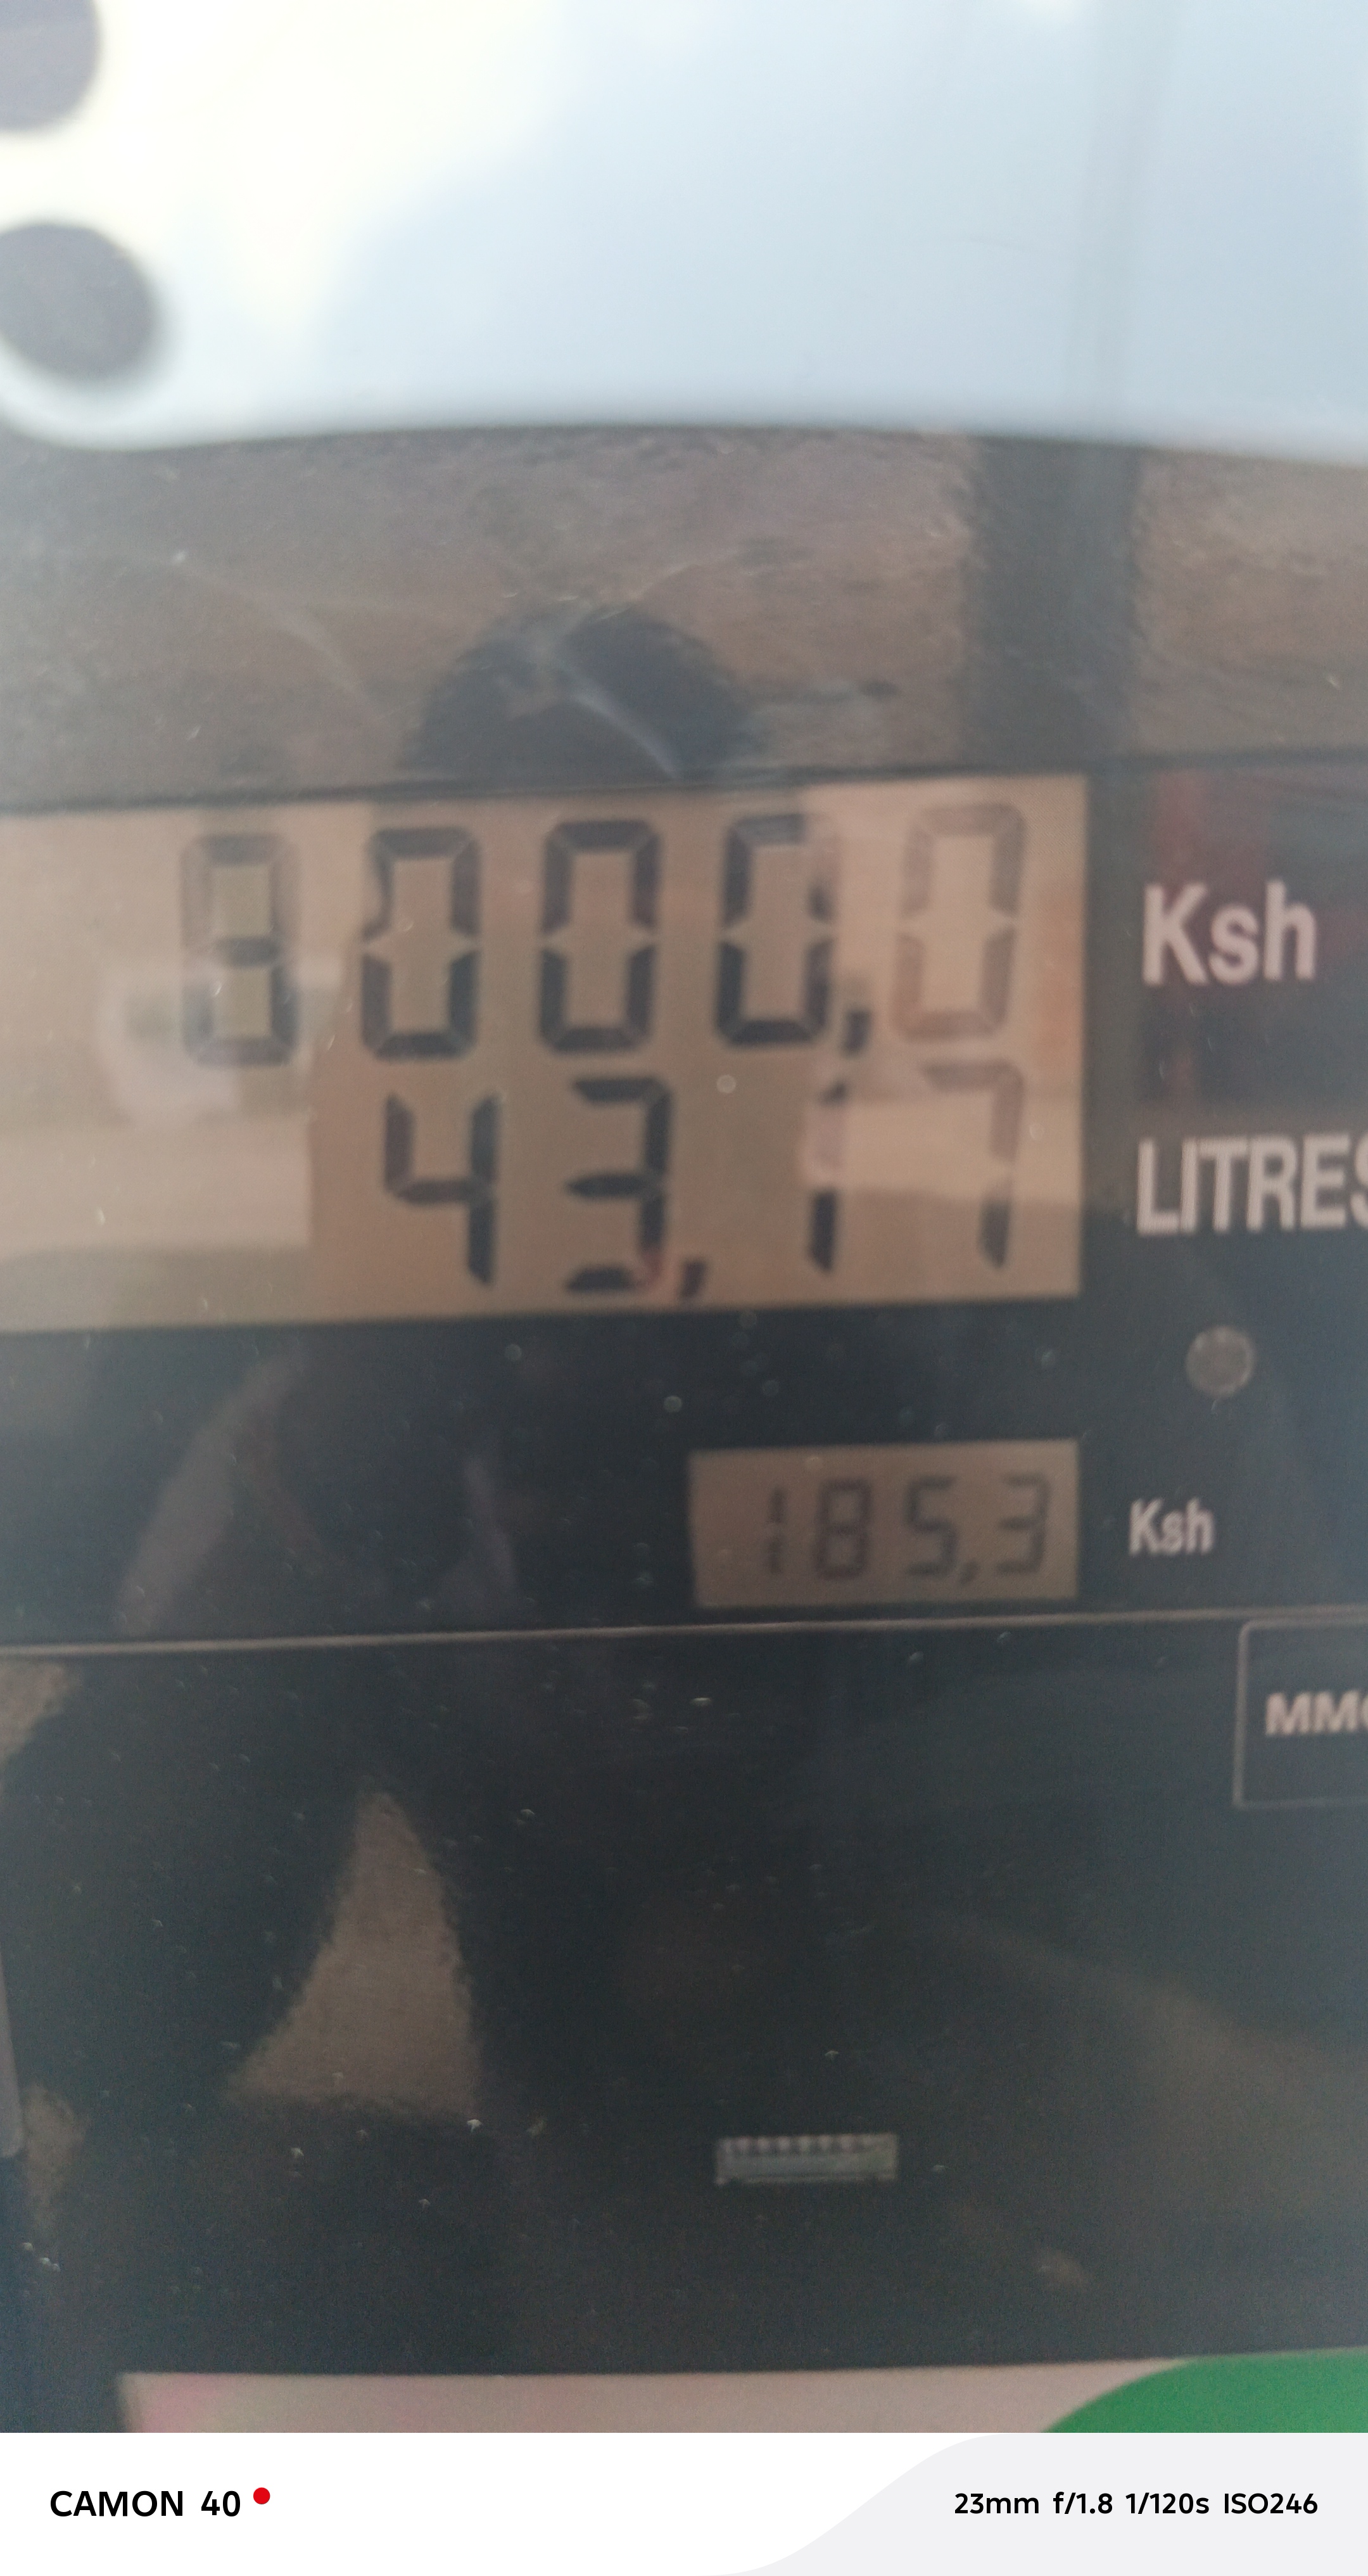 8000,0 Ksh
43,17 LITRES
185,3 Ksh
CAMON 40
23mm f/1.8 1/120s ISO246